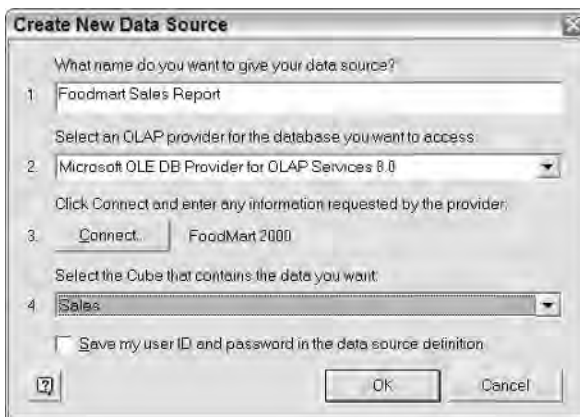 Create New Data Source
What name do you want to give your data source?
1. Foodmart Sales Report
Select an OLAP provider for the database you want to access:
2. Microsoft OLE DB Provider for OLAP Services 8.0
Click Connect and enter any information requested by the provider:
3. Connect... FoodMart 2000
Select the Cube that contains the data you want:
4. Sales
Save my user ID and password in the data source definition
? OK Cancel